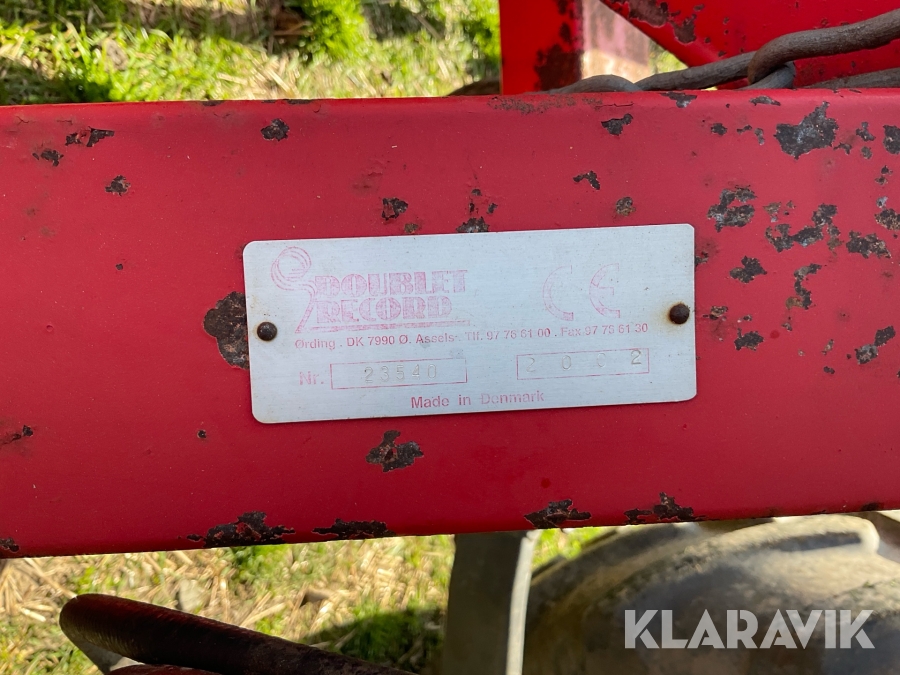 DOUBLET
RECORD
CE
Ørding . DK 7990 Ø. Assels . Tlf. 97 76 61 00 . Fax 97 76 61 30
Nr. 2002
Made in Denmark
KLARAVIK